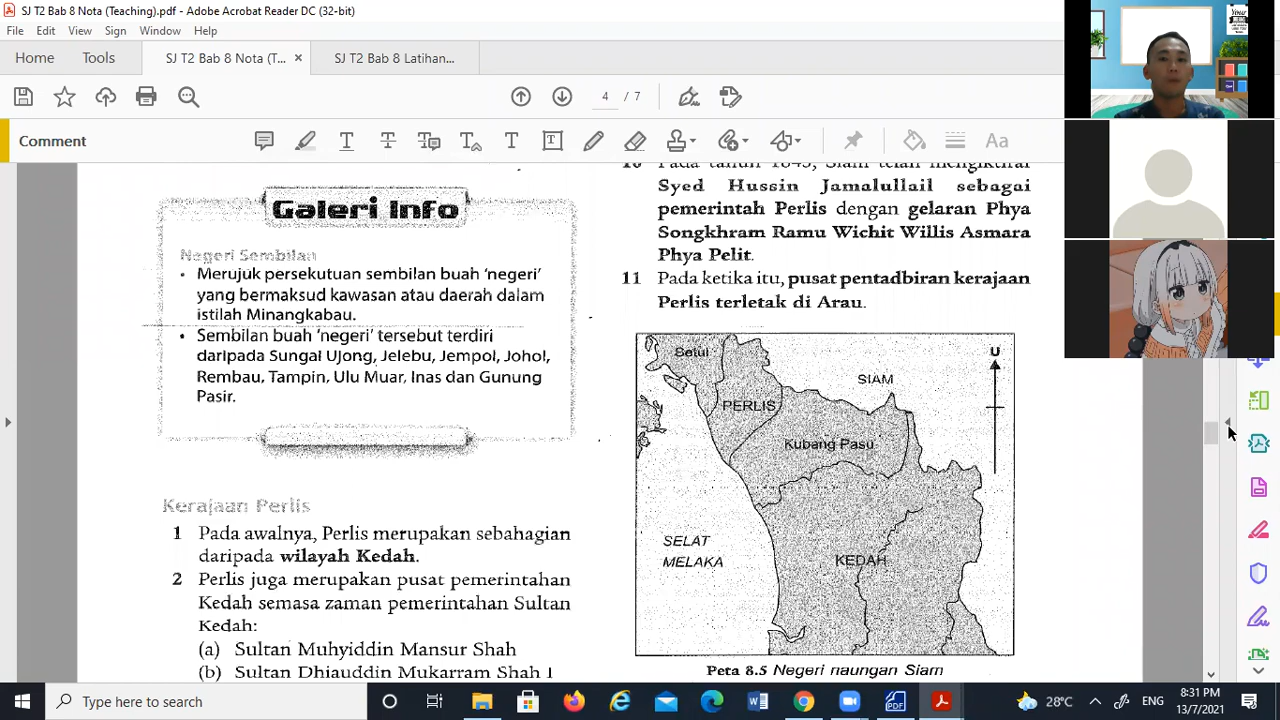 SJ T2 Bab 8 Nota (Teaching).pdf - Adobe Acrobat Reader DC (32-bit)
File Edit View Sign Window Help
Home Tools SJ T2 Bab 8 Nota (T... × SJ T2 Bab 8 Latihan...
4 / 7
Comment
Galeri Info
Negeri Sembilan
• Merujuk persekutuan sembilan buah 'negeri'
yang bermaksud kawasan atau daerah dalam
istilah Minangkabau.
• Sembilan buah 'negeri' tersebut terdiri
daripada Sungai Ujong, Jelebu, Jempol, Johol,
Rembau, Tampin, Ulu Muar, Inas dan Gunung
Pasir.
Kerajaan Perlis
1 Pada awalnya, Perlis merupakan sebahagian
daripada wilayah Kedah.
2 Perlis juga merupakan pusat pemerintahan
Kedah semasa zaman pemerintahan Sultan
Kedah:
(a) Sultan Muhyiddin Mansur Shah
(b) Sultan Dhiauddin Mukarram Shah I
10 Pada tahun 1843, Siam telah mengiktiraf
Syed Hussin Jamalullail sebagai
pemerintah Perlis dengan gelaran Phya
Songkhram Ramu Wichit Willis Asmara
Phya Pelit.
11 Pada ketika itu, pusat pentadbiran kerajaan
Perlis terletak di Arau.
Setul
U
SIAM
PERLIS
Kubang Pasu
SELAT
MELAKA
KEDAH
Peta 8.5 Negeri naungan Siam
Type here to search
28°C
ENG
8:31 PM
13/7/2021